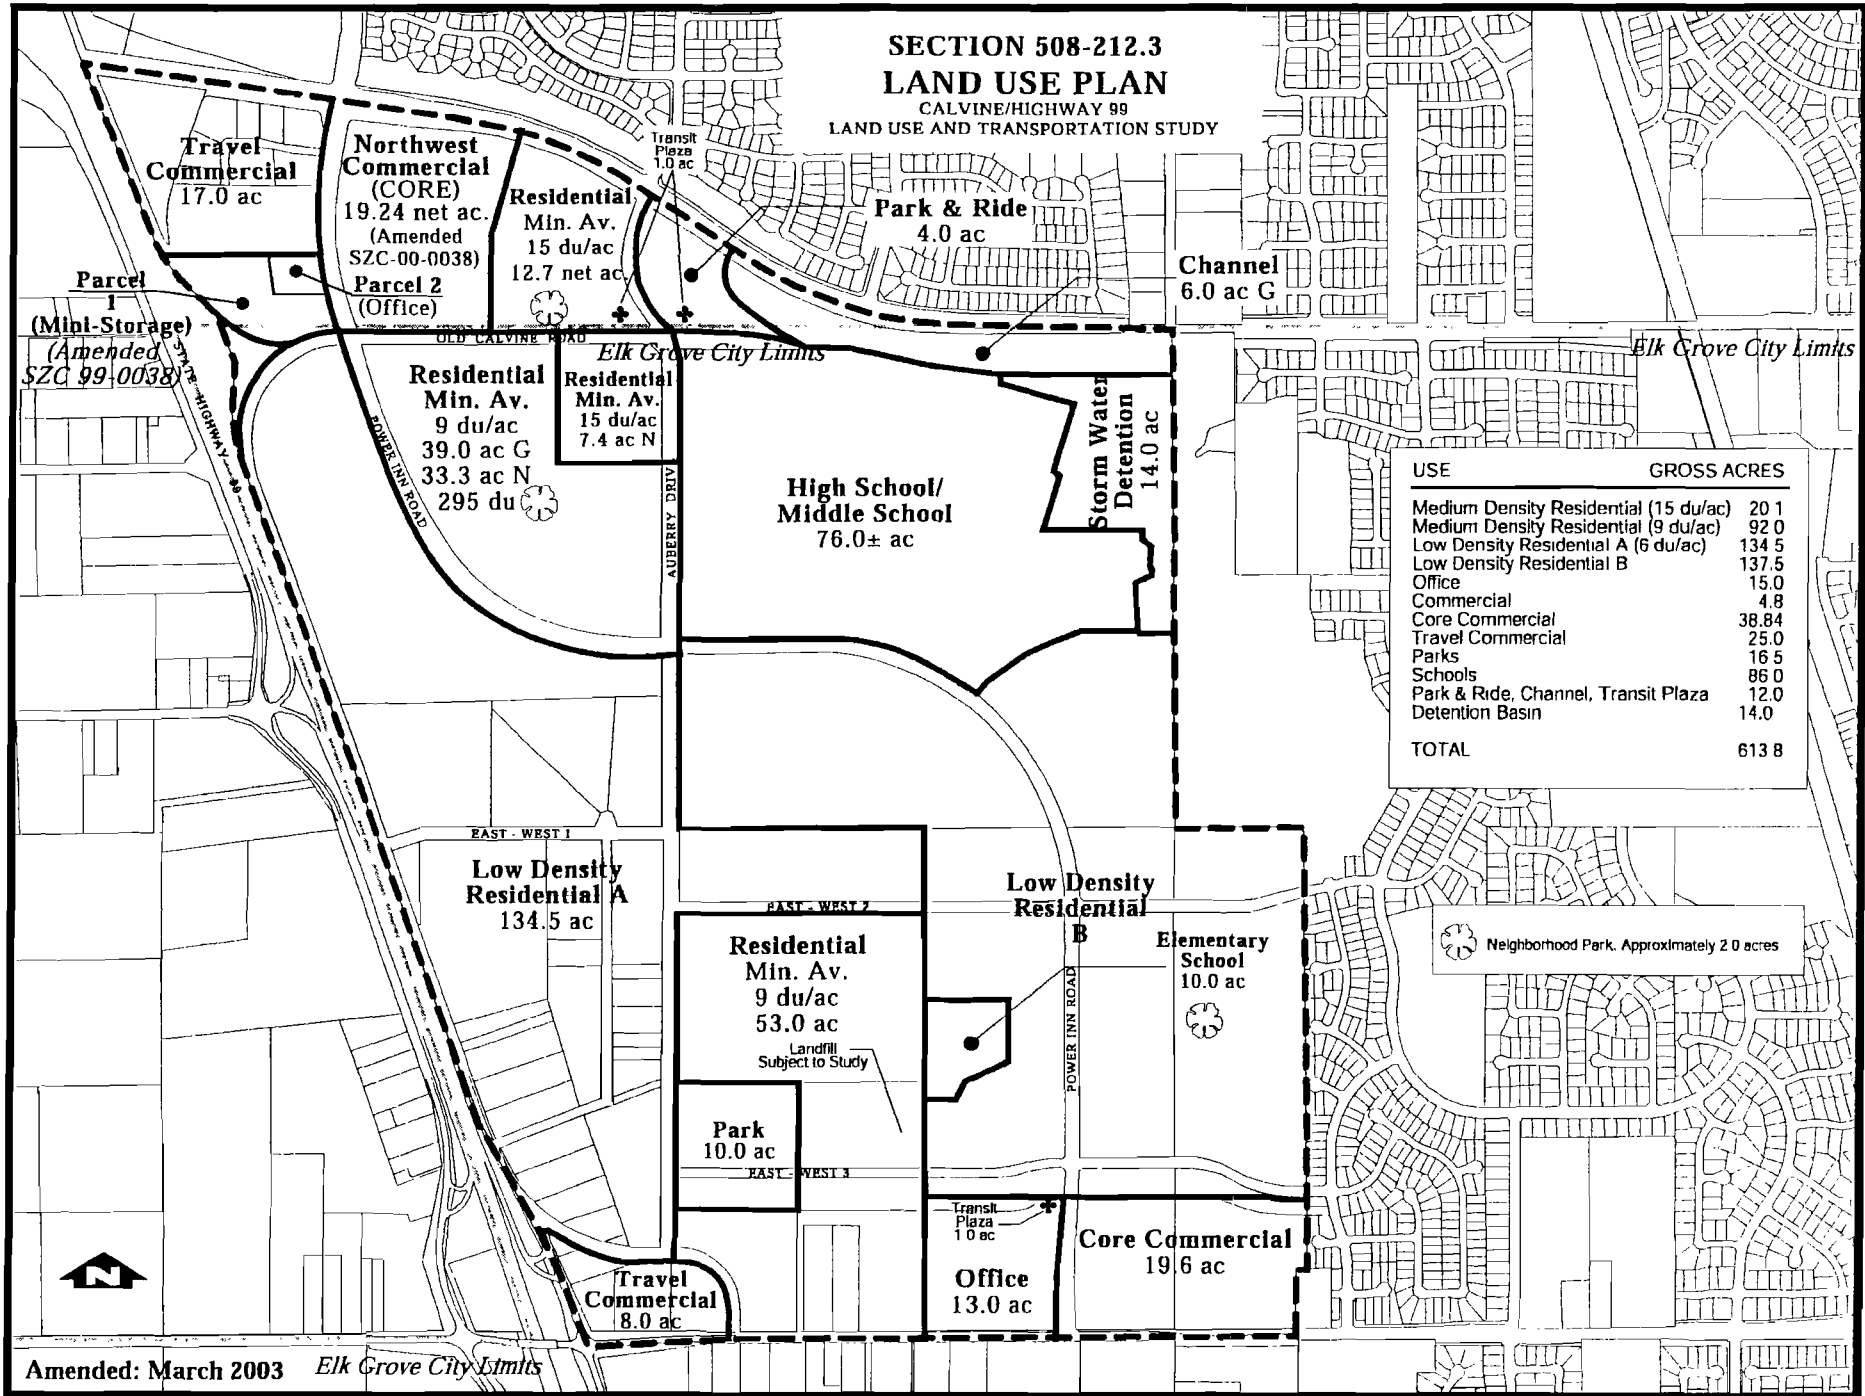 SECTION 508-212.3
LAND USE PLAN
CALVINE/HIGHWAY 99
LAND USE AND TRANSPORTATION STUDY
Travel
Commercial
17.0 ac
Northwest
Commercial
(CORE)
19.24 net ac.
(Amended
SZC-00-0038)
Residential
Min. Av.
15 du/ac
12.7 net ac.
Transit
Plaza
1.0 ac
Park & Ride
4.0 ac
Channel
6.0 ac G
Parcel
1
(Mini-Storage)
(Amended
SZC 99-0038)
Parcel 2
(Office)
OLD CALVINE ROAD
Elk Grove City Limits
Elk Grove City Limits
STATE HIGHWAY 99
Residential
Min. Av.
9 du/ac
39.0 ac G
33.3 ac N
295 du
Residential
Min. Av.
15 du/ac
7.4 ac N
POWER INN ROAD
AUBERRY DRIV
High School/
Middle School
76.0± ac
Storm Water
Detention
14.0 ac
USE GROSS ACRES
Medium Density Residential (15 du/ac) 20 1
Medium Density Residential (9 du/ac) 92 0
Low Density Residential A (6 du/ac) 134 5
Low Density Residential B 137.5
Office 15.0
Commercial 4.8
Core Commercial 38.84
Travel Commercial 25.0
Parks 16 5
Schools 86 0
Park & Ride, Channel, Transit Plaza 12.0
Detention Basin 14.0
TOTAL 613 8
EAST - WEST 1
Low Density
Residential A
134.5 ac
EAST - WEST 2
Low Density
Residential
B
Residential
Min. Av.
9 du/ac
53.0 ac
Landfill
Subject to Study
Elementary
School
10.0 ac
POWER INN ROAD
Neighborhood Park. Approximately 2 0 acres
Park
10.0 ac
EAST - WEST 3
Transit
Plaza
1 0 ac
Core Commercial
19.6 ac
Office
13.0 ac
Travel
Commercial
8.0 ac
N
Amended: March 2003
Elk Grove City Limits